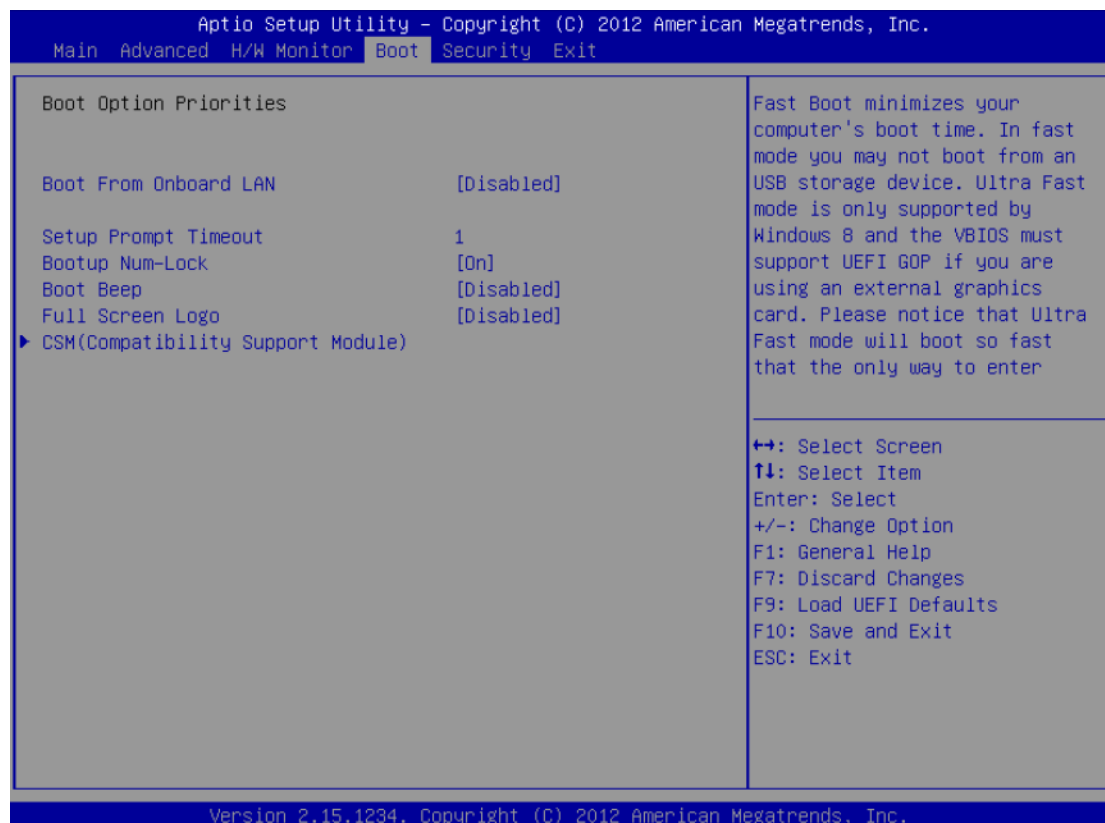 Aptio Setup Utility – Copyright (C) 2012 American Megatrends, Inc.
Main Advanced H/W Monitor Boot Security Exit
Boot Option Priorities
Boot From Onboard LAN [Disabled]
Setup Prompt Timeout 1
Bootup Num-Lock [On]
Boot Beep [Disabled]
Full Screen Logo [Disabled]
▶ CSM(Compatibility Support Module)
Fast Boot minimizes your
computer's boot time. In fast
mode you may not boot from an
USB storage device. Ultra Fast
mode is only supported by
Windows 8 and the VBIOS must
support UEFI GOP if you are
using an external graphics
card. Please notice that Ultra
Fast mode will boot so fast
that the only way to enter
↔: Select Screen
↑↓: Select Item
Enter: Select
+/-: Change Option
F1: General Help
F7: Discard Changes
F9: Load UEFI Defaults
F10: Save and Exit
ESC: Exit
Version 2.15.1234. Copyright (C) 2012 American Megatrends, Inc.